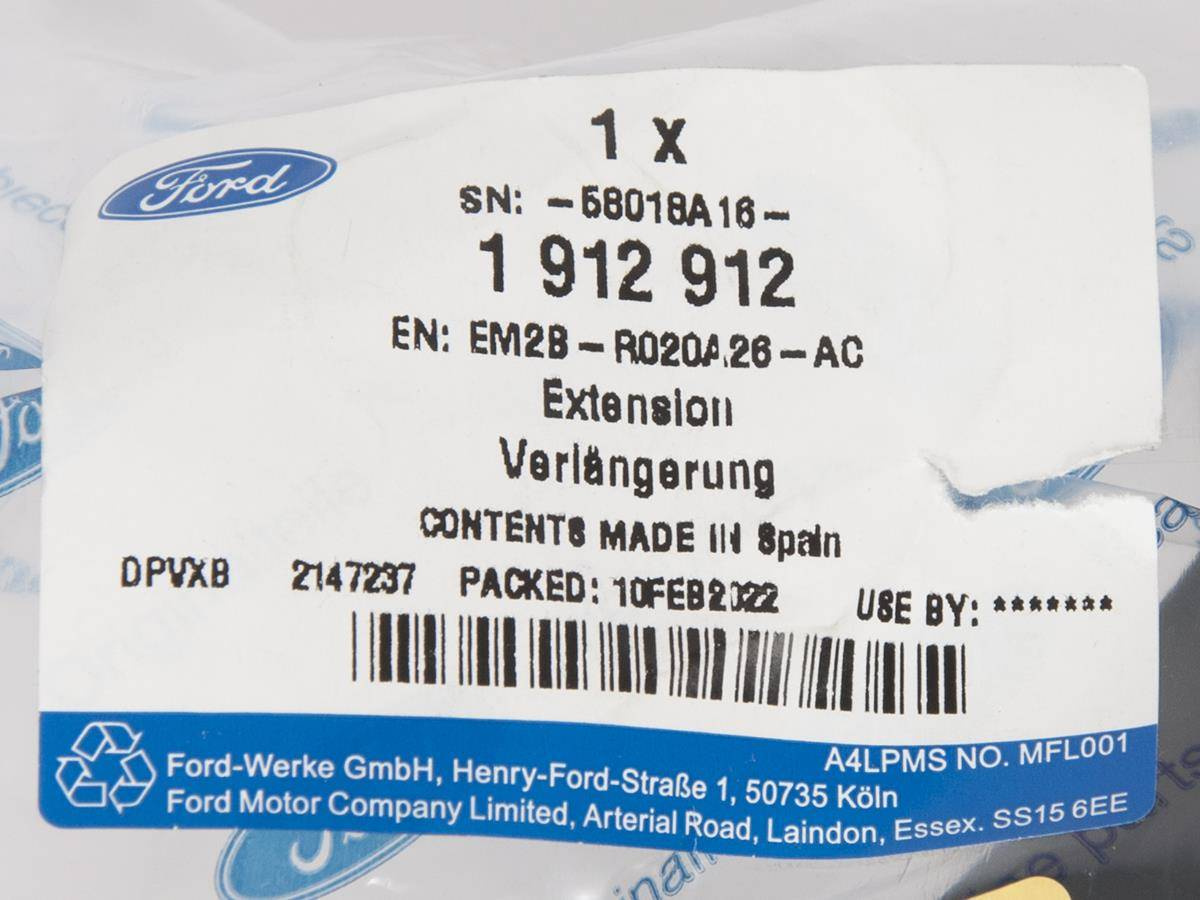 Ford
1 X
SN: -58018A16-
1 912 912
EN: EM2B-R020A26-AC
Extension
Verlängerung
CONTENTS MADE IN Spain
DPVXB 2147237 PACKED: 10FEB2022 USE BY: *******
A4LPMS NO. MFL001
Ford-Werke GmbH, Henry-Ford-Straße 1, 50735 Köln
Ford Motor Company Limited, Arterial Road, Laindon, Essex. SS15 6EE
Ford